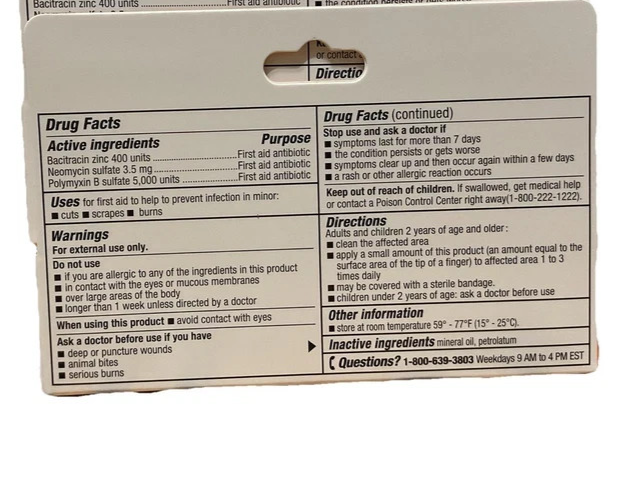 Bacitracin zinc 400 units ... First aid antibiotic
■ the condition persists or gets worse
or contact
Directio
Drug Facts
Active ingredients Purpose
Bacitracin zinc 400 units ... First aid antibiotic
Neomycin sulfate 3.5 mg ... First aid antibiotic
Polymyxin B sulfate 5,000 units ... First aid antibiotic
Uses for first aid to help to prevent infection in minor:
■ cuts ■ scrapes ■ burns
Warnings
For external use only.
Do not use
■ if you are allergic to any of the ingredients in this product
■ in contact with the eyes or mucous membranes
■ over large areas of the body
■ longer than 1 week unless directed by a doctor
When using this product ■ avoid contact with eyes
Ask a doctor before use if you have
■ deep or puncture wounds
■ animal bites
■ serious burns
Drug Facts (continued)
Stop use and ask a doctor if
■ symptoms last for more than 7 days
■ the condition persists or gets worse
■ symptoms clear up and then occur again within a few days
■ a rash or other allergic reaction occurs
Keep out of reach of children. If swallowed, get medical help
or contact a Poison Control Center right away(1-800-222-1222).
Directions
Adults and children 2 years of age and older:
■ clean the affected area
■ apply a small amount of this product (an amount equal to the
surface area of the tip of a finger) to affected area 1 to 3
times daily
■ may be covered with a sterile bandage.
■ children under 2 years of age: ask a doctor before use
Other information
■ store at room temperature 59° - 77°F (15° - 25°C).
Inactive ingredients mineral oil, petrolatum
Questions? 1-800-639-3803 Weekdays 9 AM to 4 PM EST